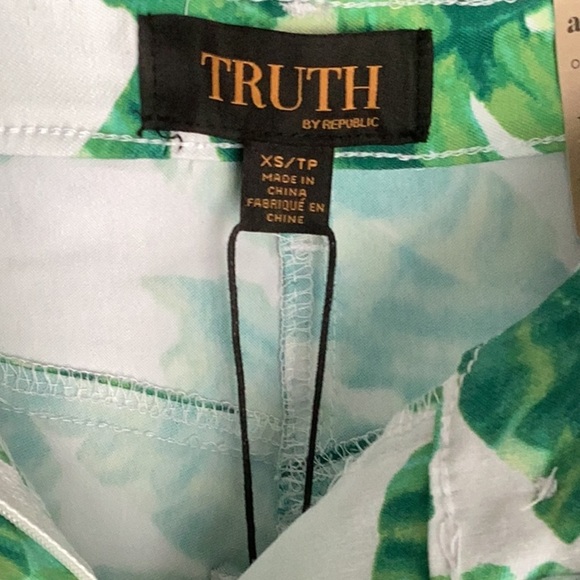 TRUTH
BY REPUBLIC
XS/TP
MADE IN
CHINA
FABRIQUÉ EN
CHINE